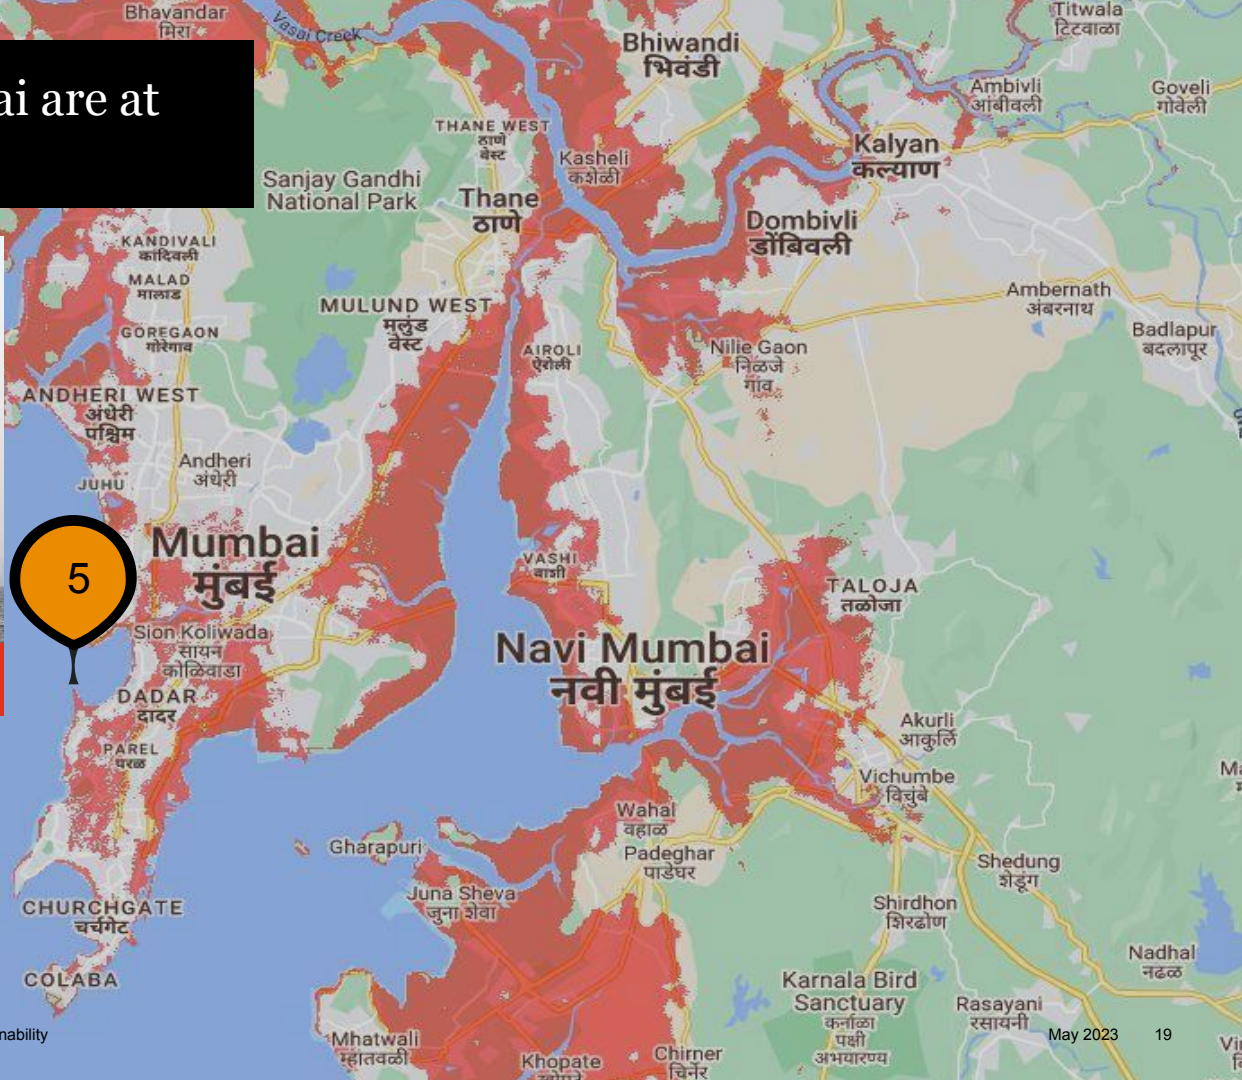 Bhavandar
मिरा
Vasai Creek
Titwala
टिटवाळा
Bhiwandi
भिवंडी
ai are at
Ambivli
आंबीवली
Goveli
गोवेली
THANE WEST
ठाणे
वेस्ट
Kasheli
कशेळी
Kalyan
कल्याण
Sanjay Gandhi
National Park
Thane
ठाणे
Dombivli
डोंबिवली
KANDIVALI
कांदिवली
MALAD
मालाड
Ambernath
अंबरनाथ
MULUND WEST
मुलुंड
वेस्ट
GOREGAON
गोरेगाव
Badlapur
बदलापूर
AIROLI
ऐरोली
Nilje Gaon
निळजे
गाव
ANDHERI WEST
अंधेरी
पश्चिम
Andheri
अंधेरी
JUHU
Mumbai
मुंबई
5
VASHI
वाशी
TALOJA
तळोजा
Sion Koliwada
सायन
कोळिवाडा
Navi Mumbai
नवी मुंबई
DADAR
दादर
Akurli
आकुर्लि
PAREL
परळ
Vichumbe
विचुंबे
Wahal
वहाळ
Gharapuri
Padeghar
पाडेघर
Shedung
शेडूंग
Juna Sheva
जुना शेवा
CHURCHGATE
चर्चगेट
Shirdhon
शिरढोण
Nadhal
नढळ
COLABA
Karnala Bird
Sanctuary
कर्नाळा
पक्षी
अभयारण्य
Rasayani
रसायनी
nability
Mhatwali
म्हातवळी
May 2023 19
Khopate
Chirner
चिर्नेर